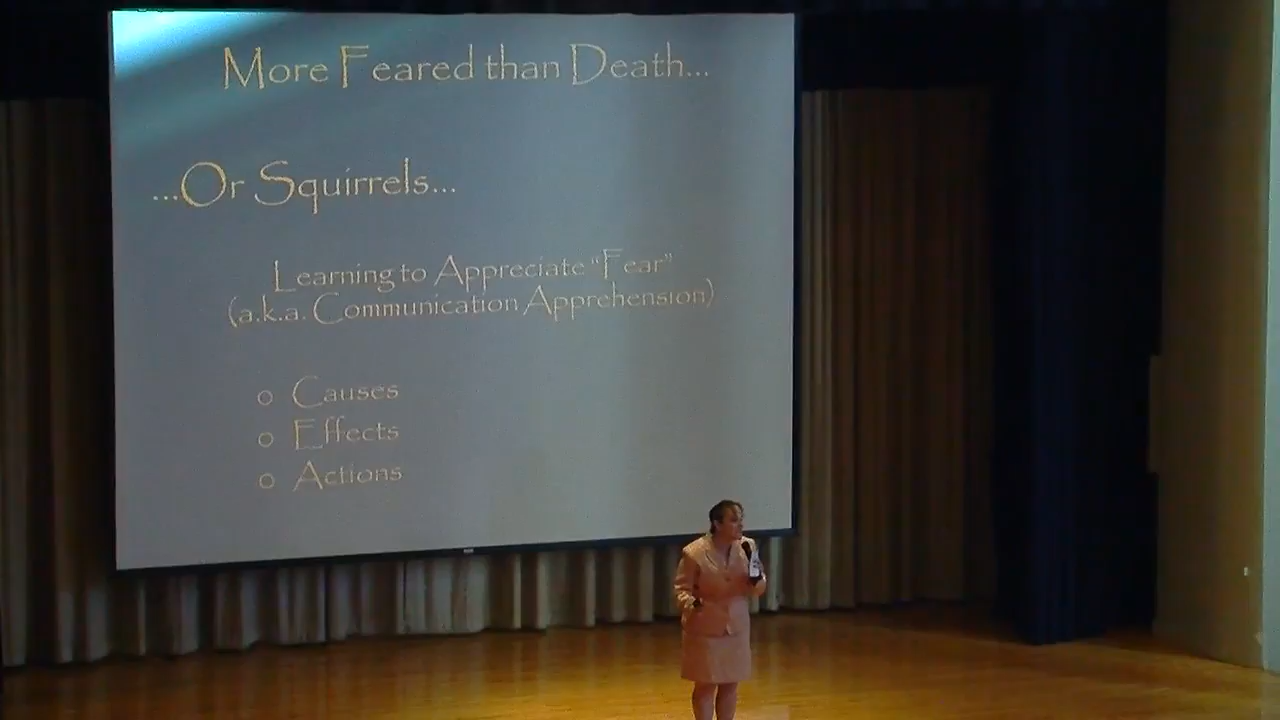 More Feared than Death...
...Or Squirrels...
Learning to Appreciate “Fear”
(a.k.a. Communication Apprehension)
o Causes
o Effects
o Actions